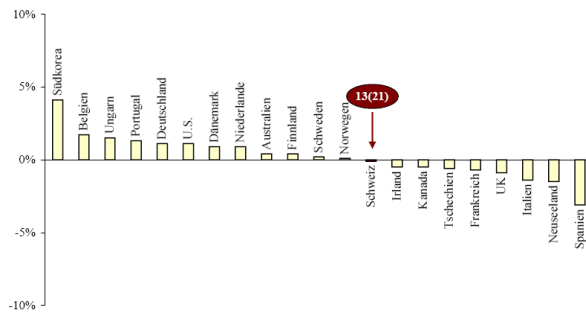 10%
5%
0%
-5%
-10%
Südkorea
Belgien
Ungarn
Portugal
Deutschland
U.S.
Dänemark
Niederlande
Australien
Finnland
Schweden
Norwegen
13(21)
Schweiz
Irland
Kanada
Tschechien
Frankreich
UK
Italien
Neuseeland
Spanien